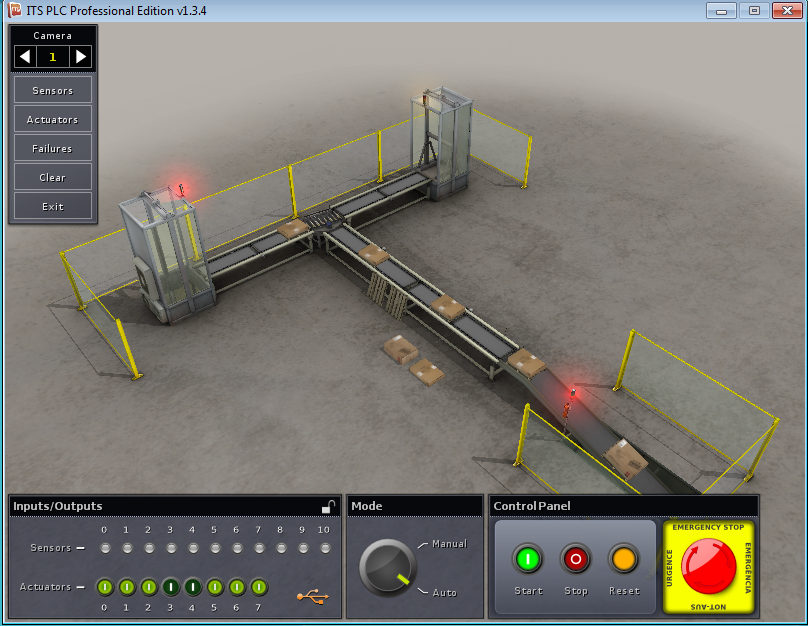 ITS PLC Professional Edition v1.3.4
Camera
1
Sensors
Actuators
Failures
Clear
Exit
Inputs/Outputs
0 1 2 3 4 5 6 7 8 9 10
Sensors
Actuators
0 1 2 3 4 5 6 7
Mode
Manual
Auto
Control Panel
Start Stop Reset
EMERGENCY STOP
URGENCE
EMERGÊNCIA
NOT-AUS